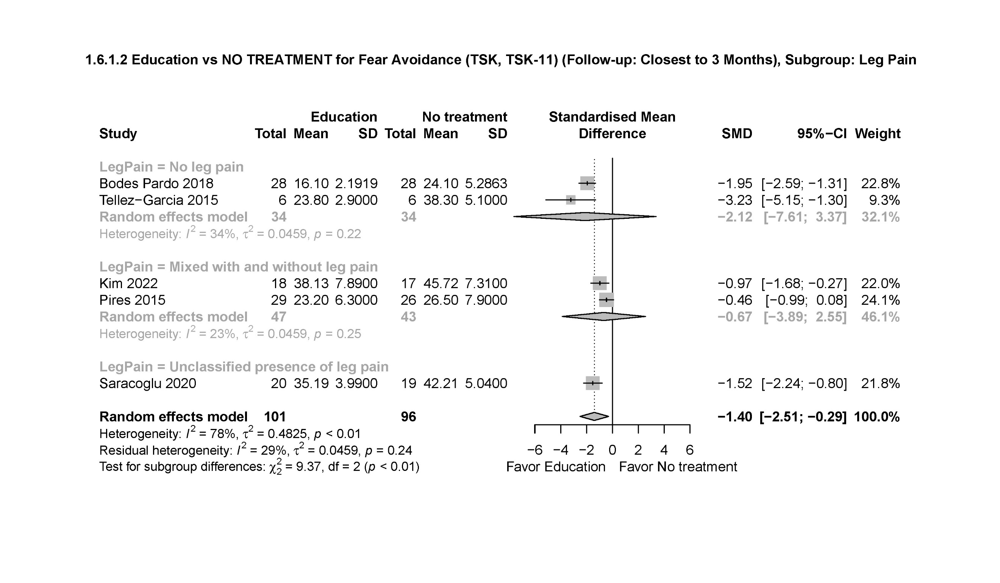 1.6.1.2 Education vs NO TREATMENT for Fear Avoidance (TSK, TSK-11) (Follow-up: Closest to 3 Months), Subgroup: Leg Pain
Education No treatment Standardised Mean
Study Total Mean SD Total Mean SD Difference SMD 95%−CI Weight
LegPain = No leg pain
Bodes Pardo 2018 28 16.10 2.1919 28 24.10 5.2863 −1.95 [−2.59; −1.31] 22.8%
Tellez−Garcia 2015 6 23.80 2.9000 6 38.30 5.1000 −3.23 [−5.15; −1.30] 9.3%
Random effects model 34 34 −2.12 [−7.61; 3.37] 32.1%
Heterogeneity: I² = 34%, τ² = 0.0459, p = 0.22
LegPain = Mixed with and without leg pain
Kim 2022 18 38.13 7.8900 17 45.72 7.3100 −0.97 [−1.68; −0.27] 22.0%
Pires 2015 29 23.20 6.3000 26 26.50 7.9000 −0.46 [−0.99; 0.08] 24.1%
Random effects model 47 43 −0.67 [−3.89; 2.55] 46.1%
Heterogeneity: I² = 23%, τ² = 0.0459, p = 0.25
LegPain = Unclassified presence of leg pain
Saracoglu 2020 20 35.19 3.9900 19 42.21 5.0400 −1.52 [−2.24; −0.80] 21.8%
Random effects model 101 96 −1.40 [−2.51; −0.29] 100.0%
Heterogeneity: I² = 78%, τ² = 0.4825, p < 0.01
Residual heterogeneity: I² = 29%, τ² = 0.0459, p = 0.24
−6 −4 −2 0 2 4 6
Test for subgroup differences: χ²₂ = 9.37, df = 2 (p < 0.01)
Favor Education Favor No treatment